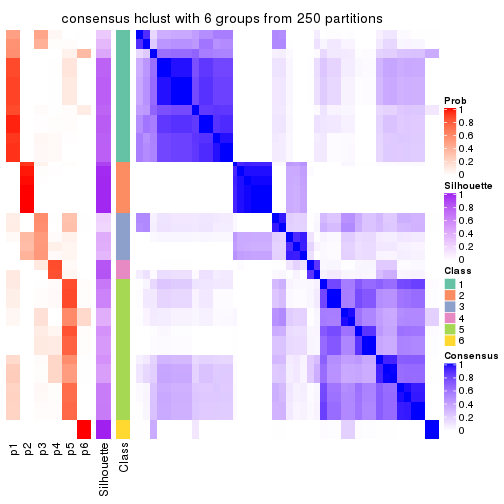 consensus hclust with 6 groups from 250 partitions
Prob
1
0.8
0.6
0.4
0.2
0
Silhouette
1
0.8
0.6
0.4
0.2
0
Class
1
2
3
4
5
6
Consensus
1
0.8
0.6
0.4
0.2
0
p1
p2
p3
p4
p5
p6
Silhouette
Class